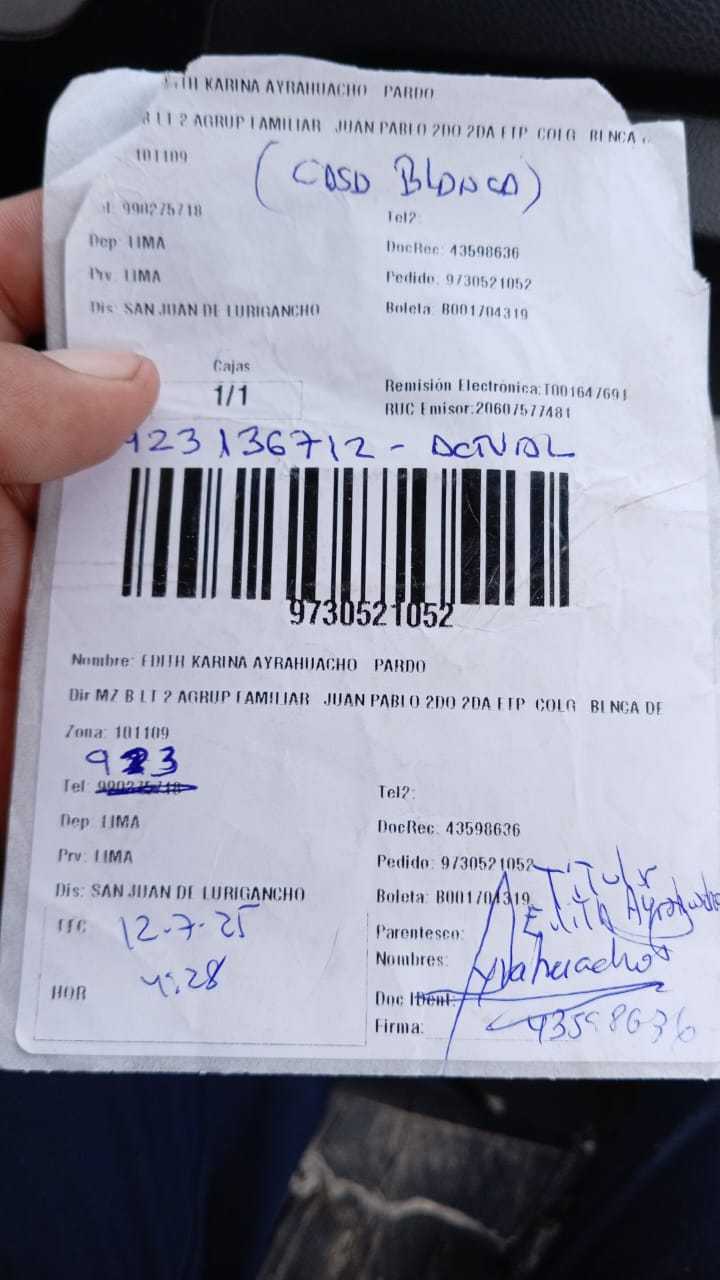 EDITH KARINA AYRAHUACHO PARDO
B LT 2 AGRUP FAMILIAR JUAN PABLO 2DO 2DA ETP COLG BLNCA
101109
(CASA BLANCA)
990275718
Tel2:
Dep: LIMA
DocRec: 43598636
Prv: LIMA
Pedido: 9730521052
Dis: SAN JUAN DE LURIGANCHO
Boleta: B001704319
Cajas
1/1
Remisión Electrónica:T001647691
RUC Emisor:20607577481
923136712 - ACTUAL
9730521052
Nombre: EDITH KARINA AYRAHUACHO PARDO
Dir MZ B LT 2 AGRUP FAMILIAR JUAN PABLO 2DO 2DA ETP COLG BLNCA DE
Zona: 101109
923
Tel: 990275718
Tel2:
Dep: LIMA
DocRec: 43598636
Prv: LIMA
Pedido: 9730521052
Dis: SAN JUAN DE LURIGANCHO
Boleta: B001704319
FEC 12-7-25
Parentesco: Titular
Nombres: Edith Ayrahuacho
HOR 4:28
Doc Ident:
Firma: 43598636